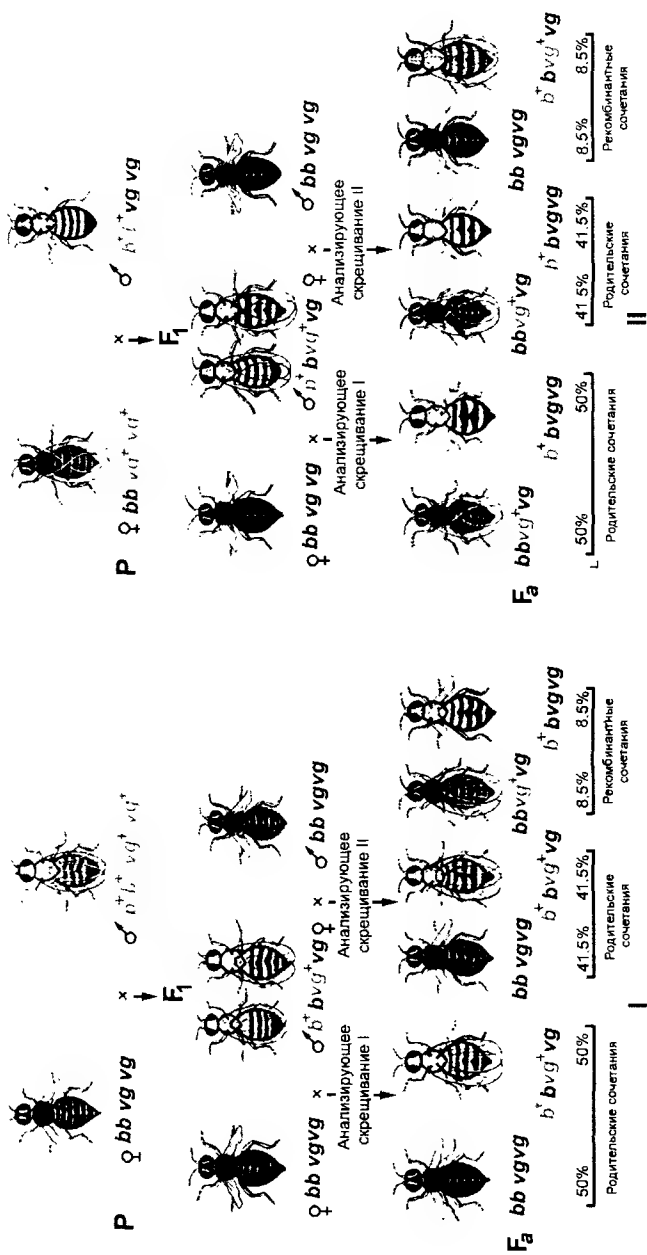 P
♀ bb vg vg
♂ b⁺b⁺ vg⁺ vg⁺
×
F₁
♀ bb vgvg
×
♂ b⁺ bvg⁺ vg
♀
×
♂ bb vgvg
Анализирующее
скрещивание I
Анализирующее
скрещивание II
Fₐ
bb vgvg
b⁺ bvg⁺vg
bb vgvg
b⁺ bvg⁺vg
bbvg⁺vg
b⁺ bvgvg
50%
50%
41.5%
41.5%
8.5%
8.5%
Родительские сочетания
Родительские
сочетания
Рекомбинантные
сочетания
I
P
♀ bb vg⁺ vg⁺
♂ b⁺b⁺ vg vg
×
F₁
♀ bb vg vg
×
♂ b⁺ bvg⁺ vg
♀
×
♂ bb vg vg
Анализирующее
скрещивание I
Анализирующее
скрещивание II
Fₐ
bbvg⁺vg
b⁺ bvgvg
bbvg⁺vg
b⁺ bvgvg
bb vgvg
b⁺ bvg⁺vg
50%
50%
41 5%
41.5%
8.5%
8.5%
Родительские сочетания
Родительские
сочетания
Рекомбинантные
сочетания
II